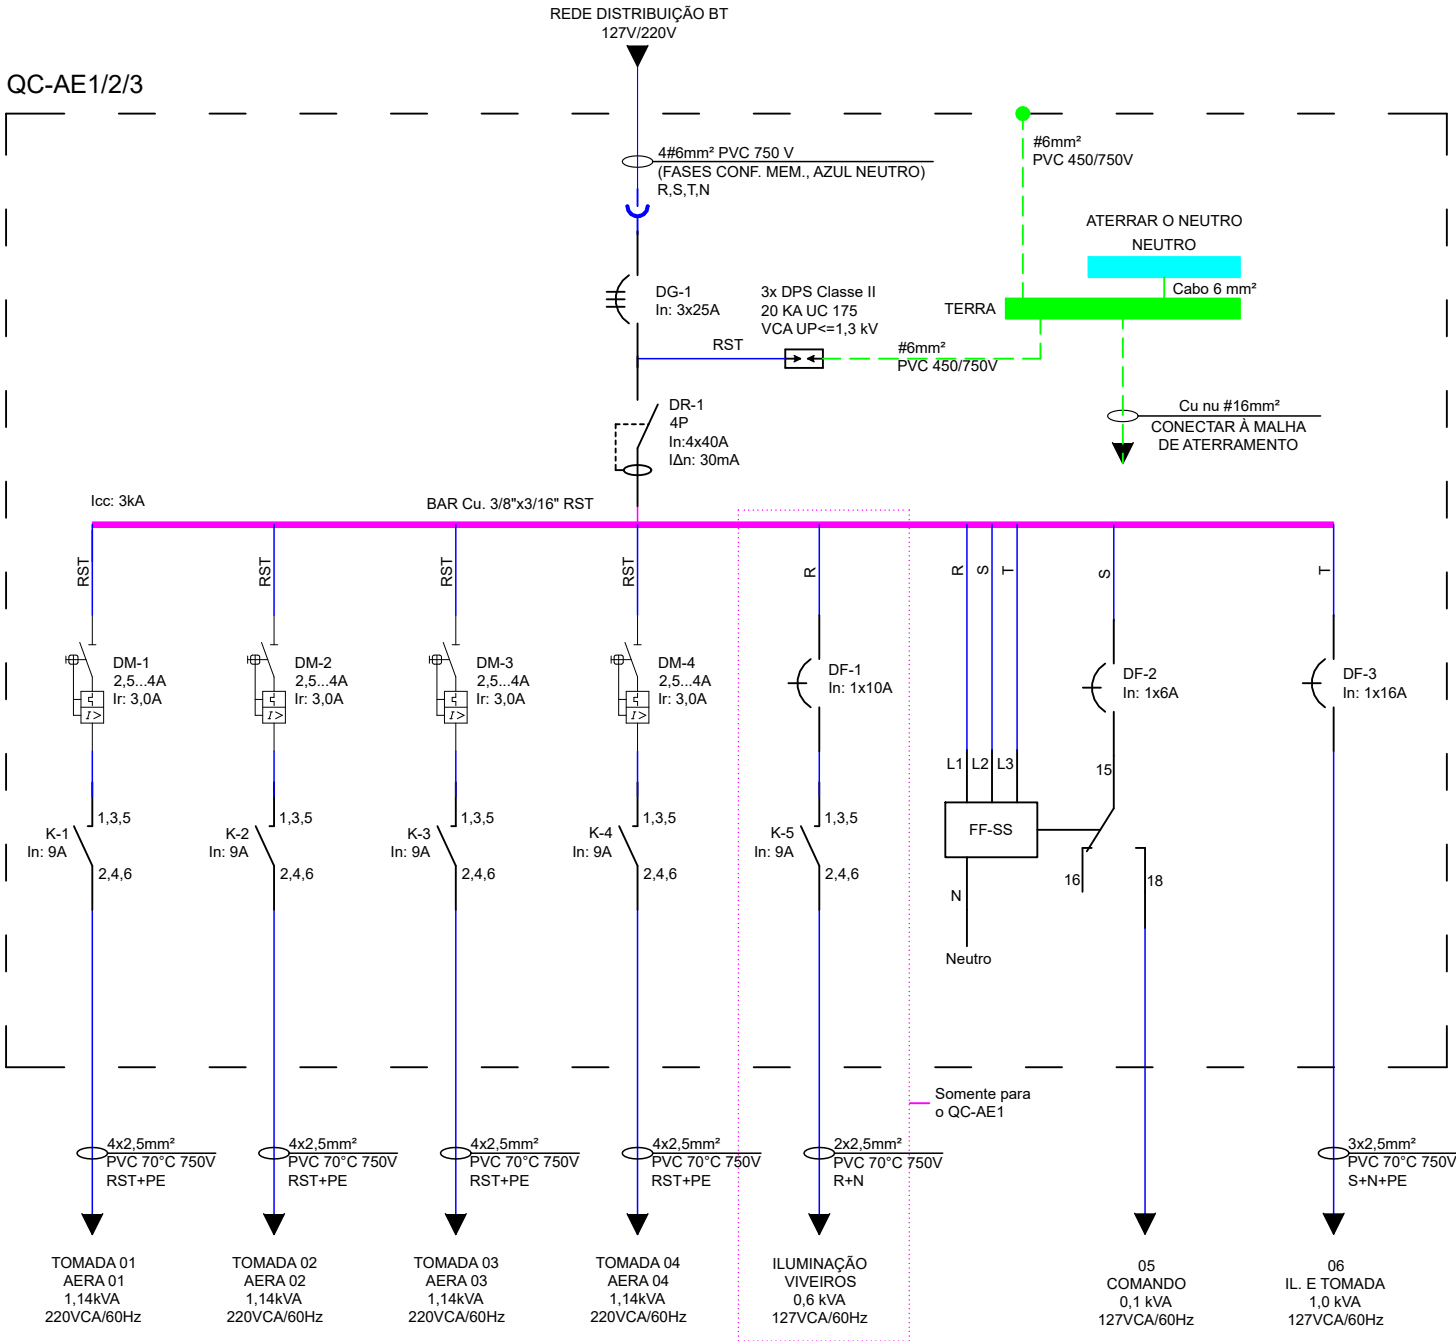 REDE DISTRIBUIÇÃO BT
127V/220V
QC-AE1/2/3
4#6mm² PVC 750 V
(FASES CONF. MEM., AZUL NEUTRO)
R,S,T,N
#6mm²
PVC 450/750V
ATERRAR O NEUTRO
NEUTRO
Cabo 6 mm²
TERRA
DG-1
In: 3x25A
3x DPS Classe II
20 KA UC 175
VCA UP<=1,3 kV
RST
#6mm²
PVC 450/750V
Cu nu #16mm²
CONECTAR À MALHA
DE ATERRAMENTO
DR-1
4P
In:4x40A
IΔn: 30mA
Icc: 3kA
BAR Cu. 3/8"x3/16" RST
RST
RST
RST
RST
R
R
S
T
S
T
DM-1
2,5...4A
Ir: 3,0A
I>
DM-2
2,5...4A
Ir: 3,0A
I>
DM-3
2,5...4A
Ir: 3,0A
I>
DM-4
2,5...4A
Ir: 3,0A
I>
DF-1
In: 1x10A
DF-2
In: 1x6A
DF-3
In: 1x16A
L1
L2
L3
15
FF-SS
16
18
N
Neutro
1,3,5
K-1
In: 9A
2,4,6
1,3,5
K-2
In: 9A
2,4,6
1,3,5
K-3
In: 9A
2,4,6
1,3,5
K-4
In: 9A
2,4,6
1,3,5
K-5
In: 9A
2,4,6
Somente para
o QC-AE1
4x2,5mm²
PVC 70°C 750V
RST+PE
4x2,5mm²
PVC 70°C 750V
RST+PE
4x2,5mm²
PVC 70°C 750V
RST+PE
4x2,5mm²
PVC 70°C 750V
RST+PE
2x2,5mm²
PVC 70°C 750V
R+N
3x2,5mm²
PVC 70°C 750V
S+N+PE
TOMADA 01
AERA 01
1,14kVA
220VCA/60Hz
TOMADA 02
AERA 02
1,14kVA
220VCA/60Hz
TOMADA 03
AERA 03
1,14kVA
220VCA/60Hz
TOMADA 04
AERA 04
1,14kVA
220VCA/60Hz
ILUMINAÇÃO
VIVEIROS
0,6 kVA
127VCA/60Hz
05
COMANDO
0,1 kVA
127VCA/60Hz
06
IL. E TOMADA
1,0 kVA
127VCA/60Hz